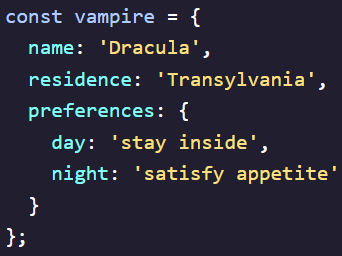 const vampire = {
  name: 'Dracula',
  residence: 'Transylvania',
  preferences: {
    day: 'stay inside',
    night: 'satisfy appetite'
  }
};